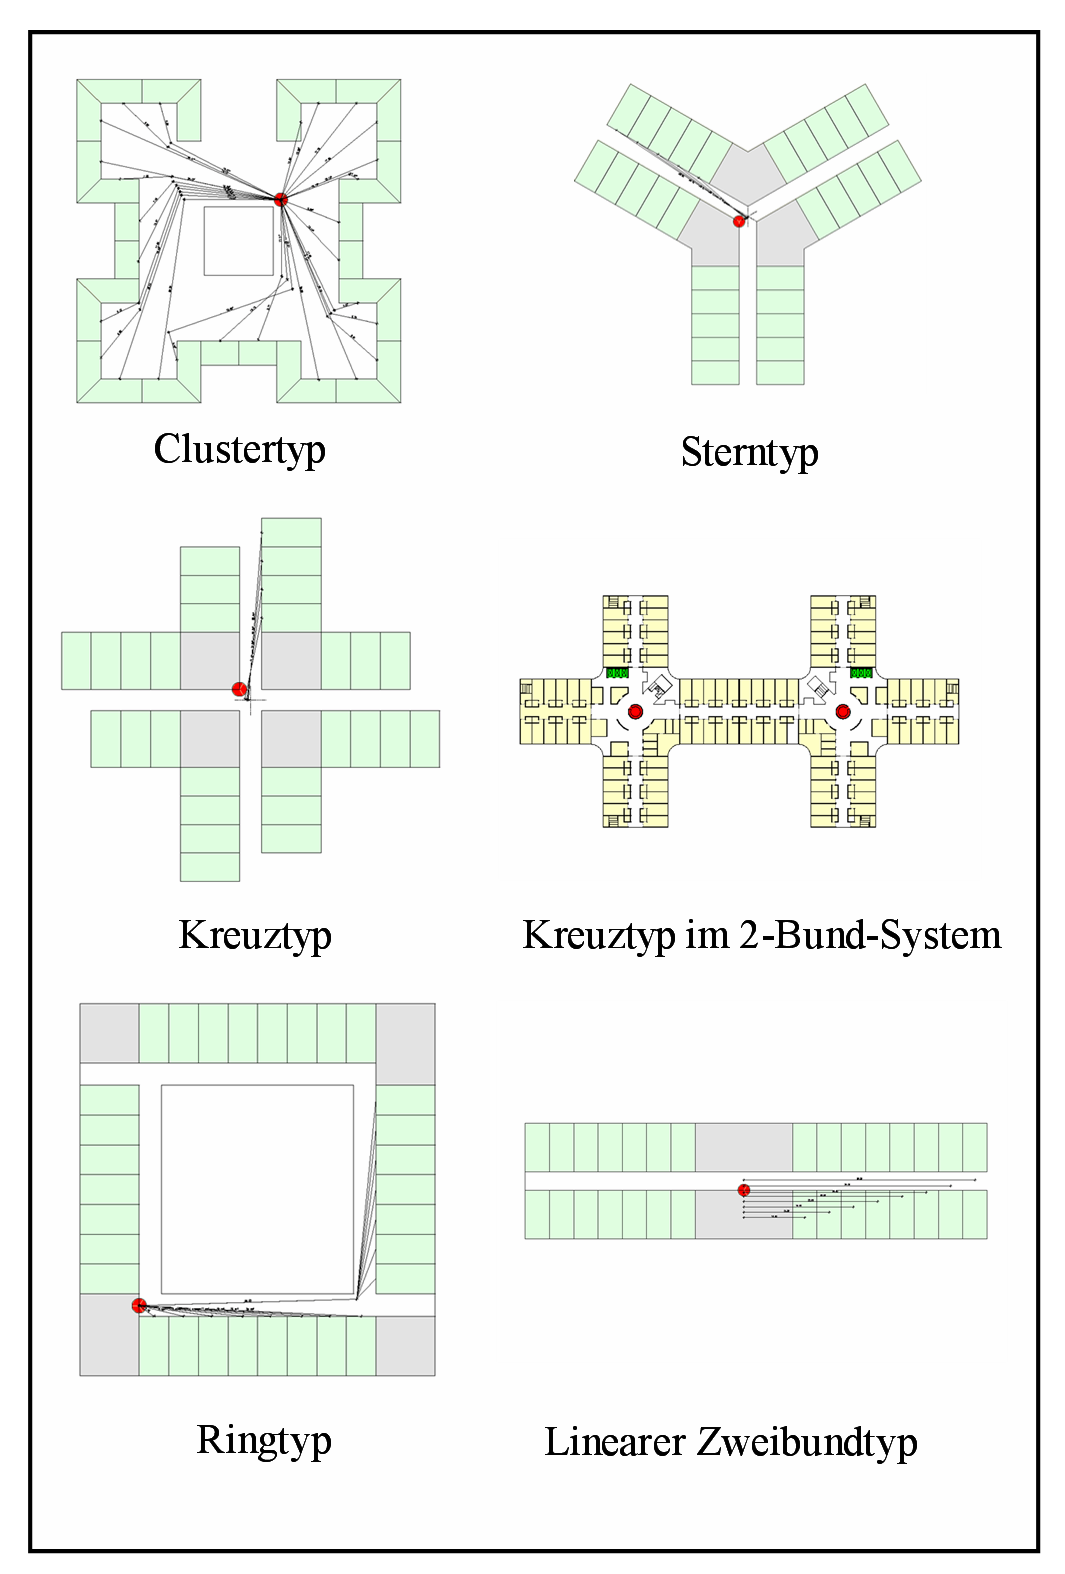 Clustertyp
Sterntyp
Kreuztyp
Kreuztyp im 2-Bund-System
Ringtyp
Linearer Zweibundtyp